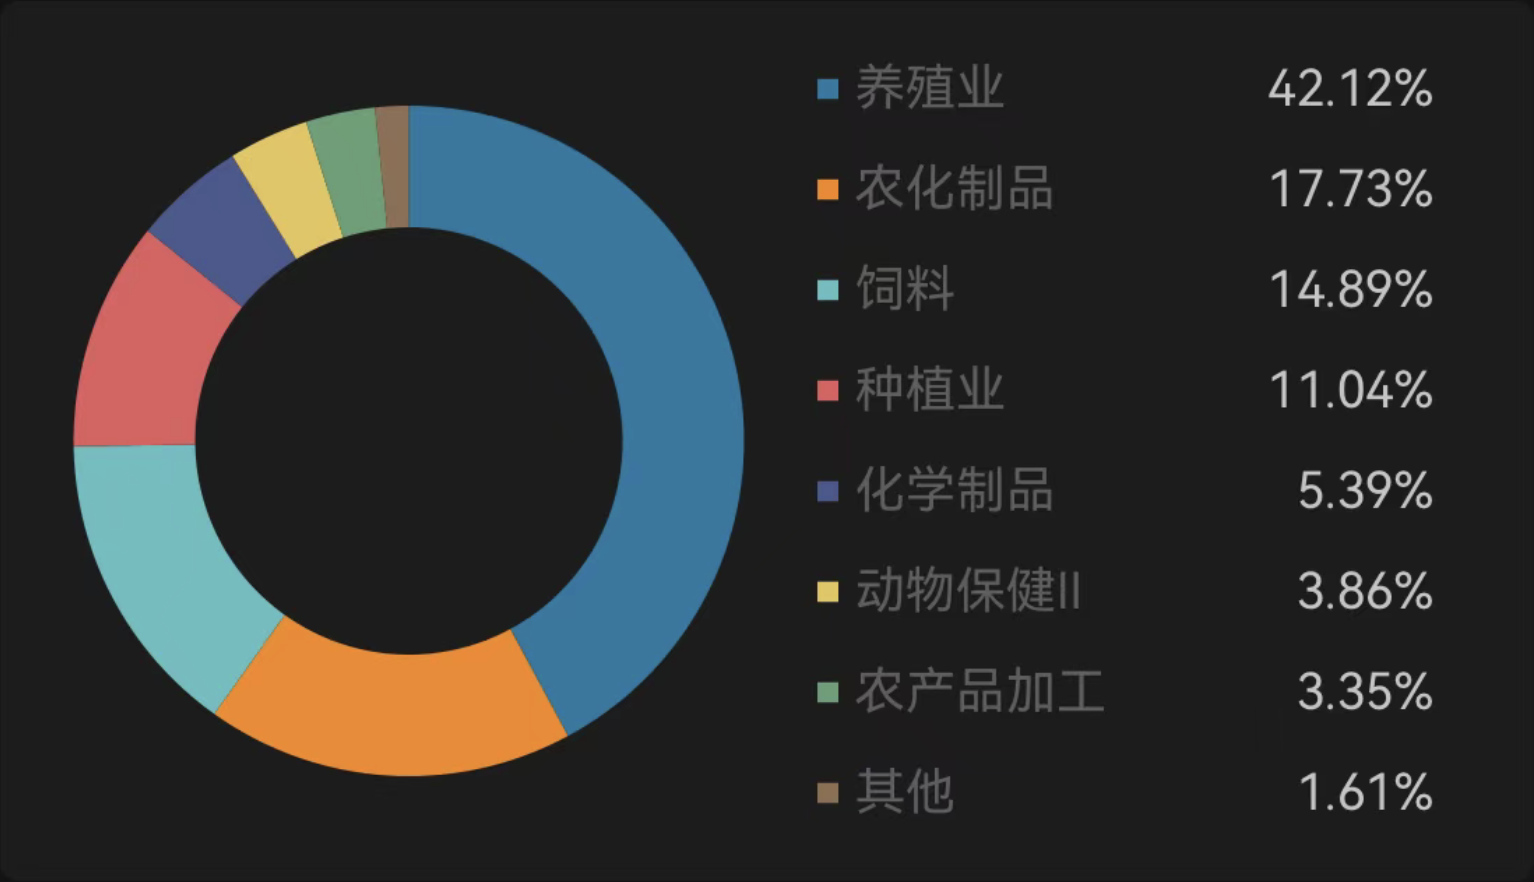 养殖业 42.12%
农化制品 17.73%
饲料 14.89%
种植业 11.04%
化学制品 5.39%
动物保健II 3.86%
农产品加工 3.35%
其他 1.61%